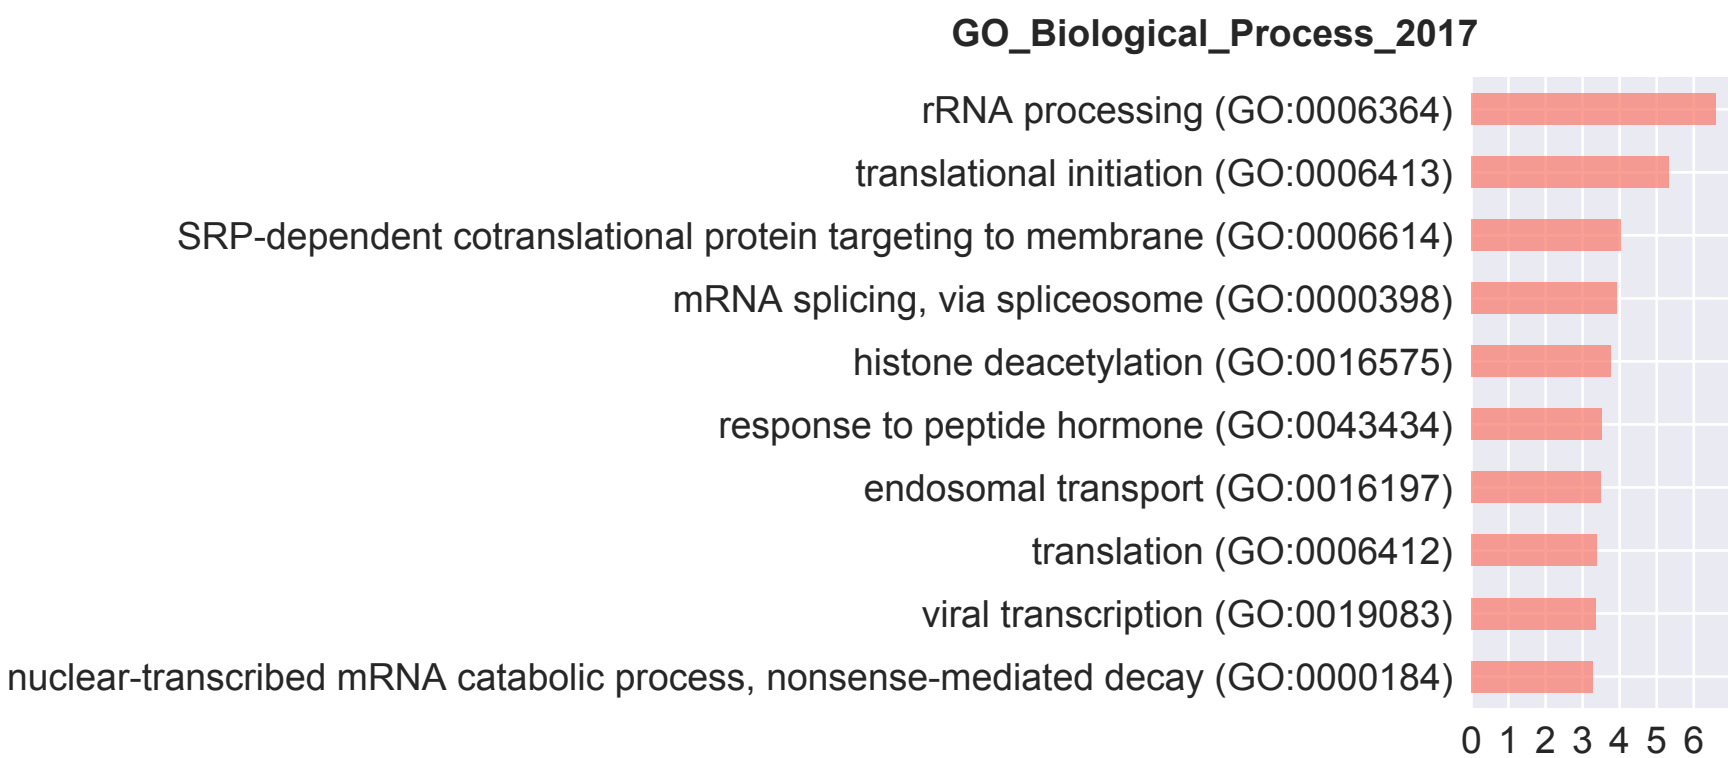 GO_Biological_Process_2017
rRNA processing (GO:0006364)
translational initiation (GO:0006413)
SRP-dependent cotranslational protein targeting to membrane (GO:0006614)
mRNA splicing, via spliceosome (GO:0000398)
histone deacetylation (GO:0016575)
response to peptide hormone (GO:0043434)
endosomal transport (GO:0016197)
translation (GO:0006412)
viral transcription (GO:0019083)
nuclear-transcribed mRNA catabolic process, nonsense-mediated decay (GO:0000184)
0 1 2 3 4 5 6